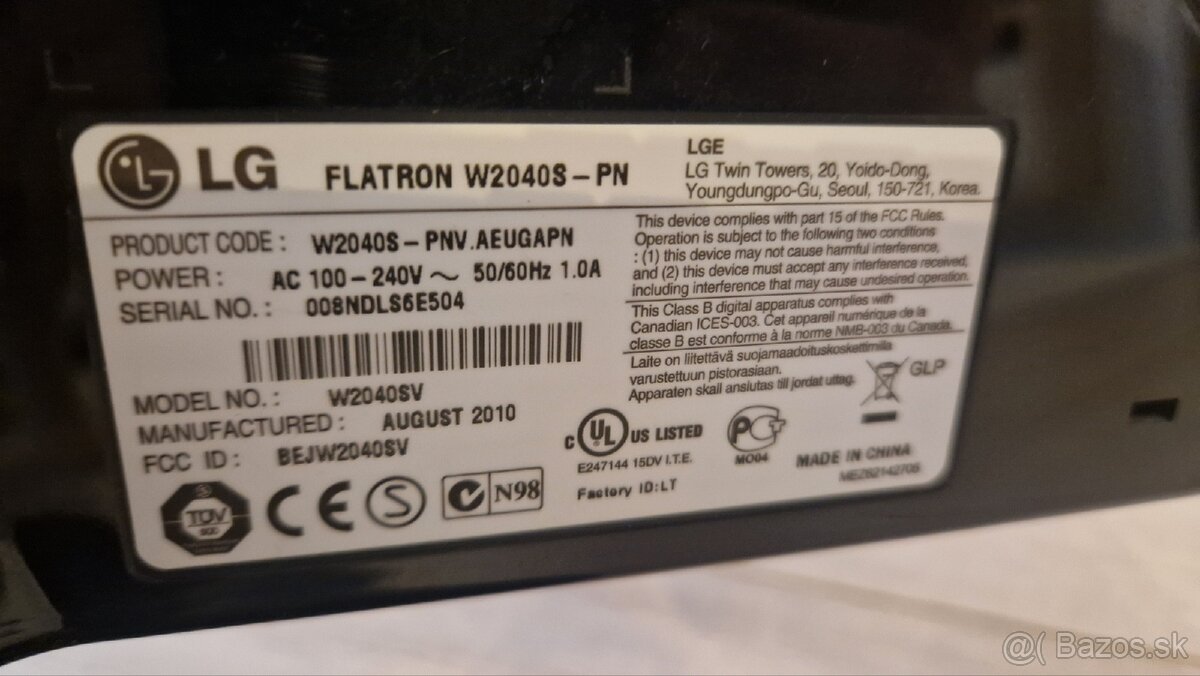 LG FLATRON W2040S-PN
LGE
LG Twin Towers, 20, Yoido-Dong,
Youngdungpo-Gu, Seoul, 150-721, Korea.
PRODUCT CODE : W2040S-PNV.AEUGAPN
POWER : AC 100-240V ~ 50/60Hz 1.0A
SERIAL NO. : 008NDLS6E504
MODEL NO. : W2040SV
MANUFACTURED : AUGUST 2010
FCC ID : BEJW2040SV
This device complies with part 15 of the FCC Rules.
Operation is subject to the following two conditions
: (1) this device may not cause harmful interference,
and (2) this device must accept any interference received,
including interference that may cause undesired operation.
This Class B digital apparatus complies with
Canadian ICES-003. Cet appareil numérique de la
classe B est conforme à la norme NMB-003 du Canada.
Laite on liitettävä suojamaadoituskoskettimilla
varustettuun pistorasiaan.
Apparaten skall anslutas till jordat uttag.
GLP
TÜV
CE
S
N98
c UL US LISTED
E247144 15DV I.T.E.
Factory ID:LT
PCT
MO04
MADE IN CHINA
@( Bazos.sk